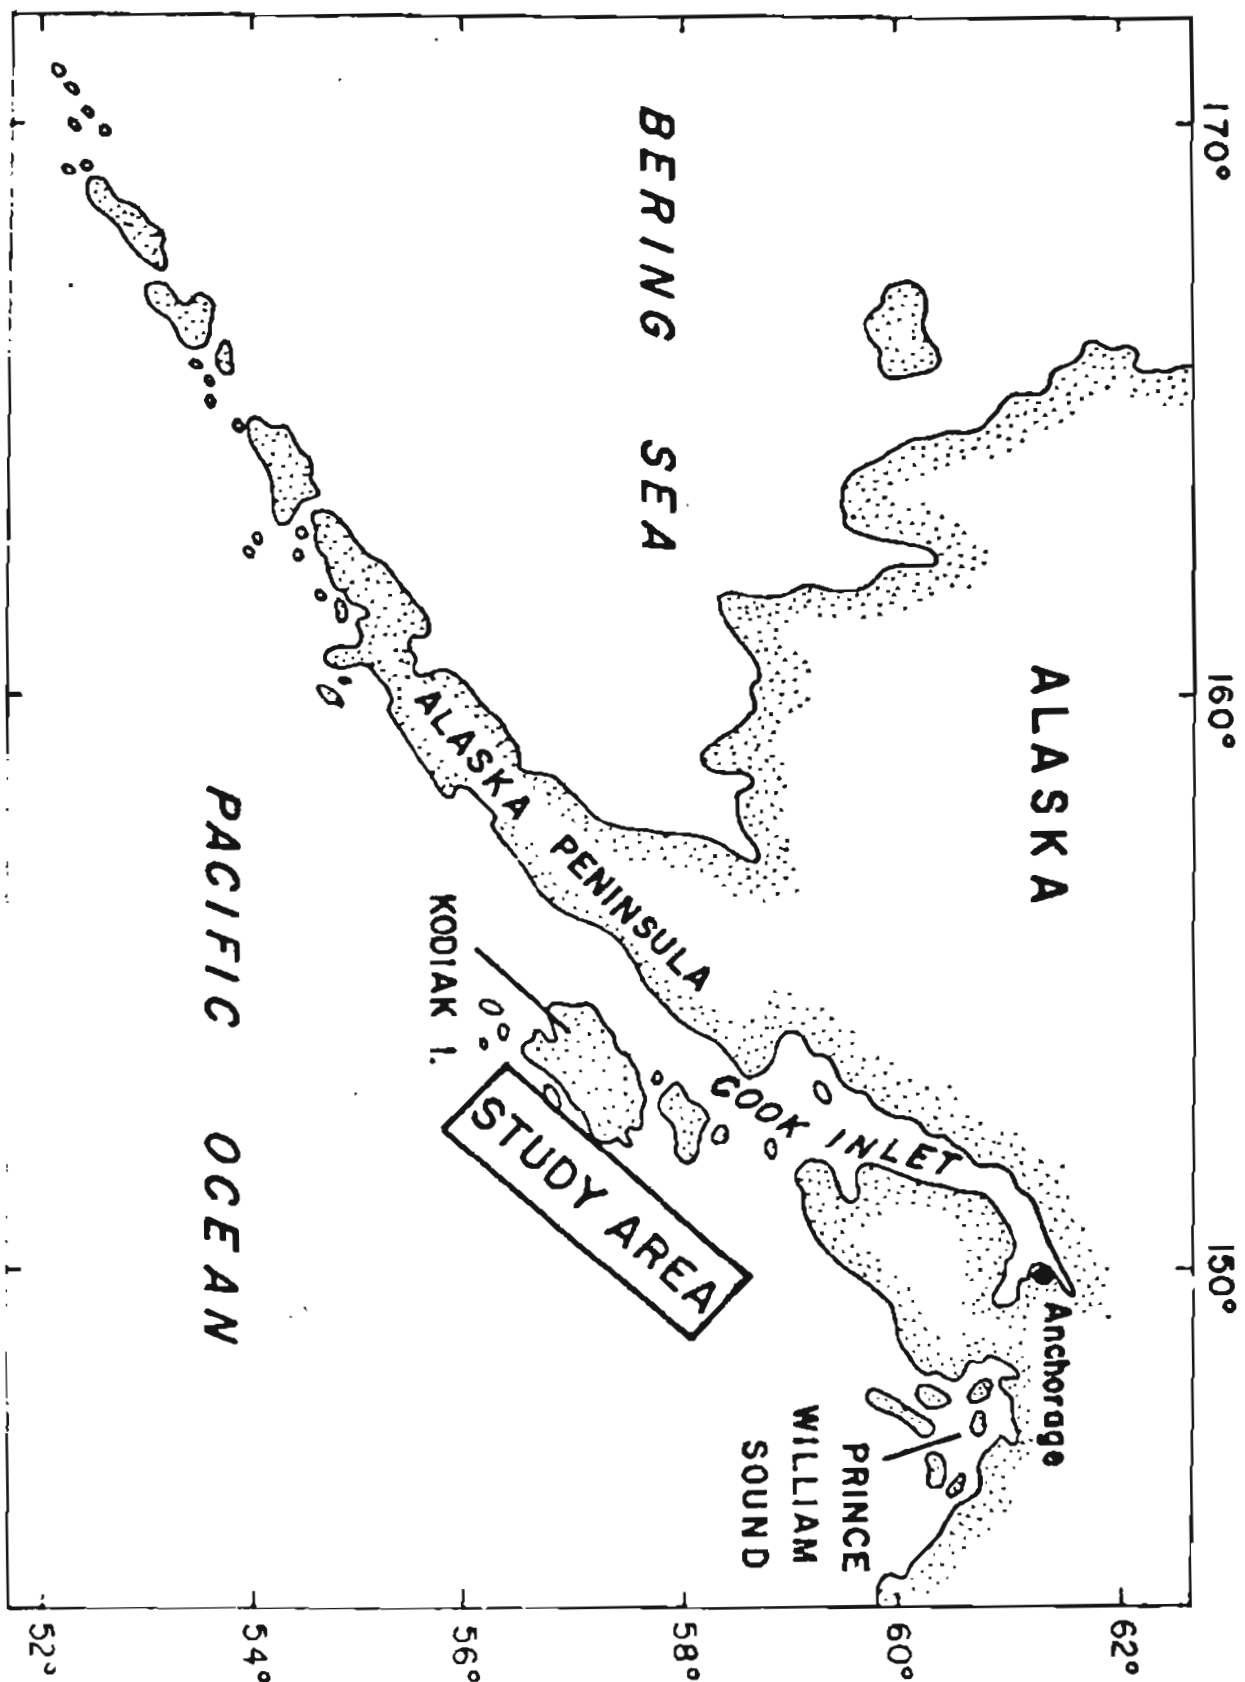 170°
160°
150°
BERING SEA
ALASKA
ALASKA PENINSULA
COOK INLET
Anchorage
KODIAK I.
STUDY AREA
PRINCE
WILLIAM
SOUND
PACIFIC OCEAN
62°
60°
58°
56°
54°
52°